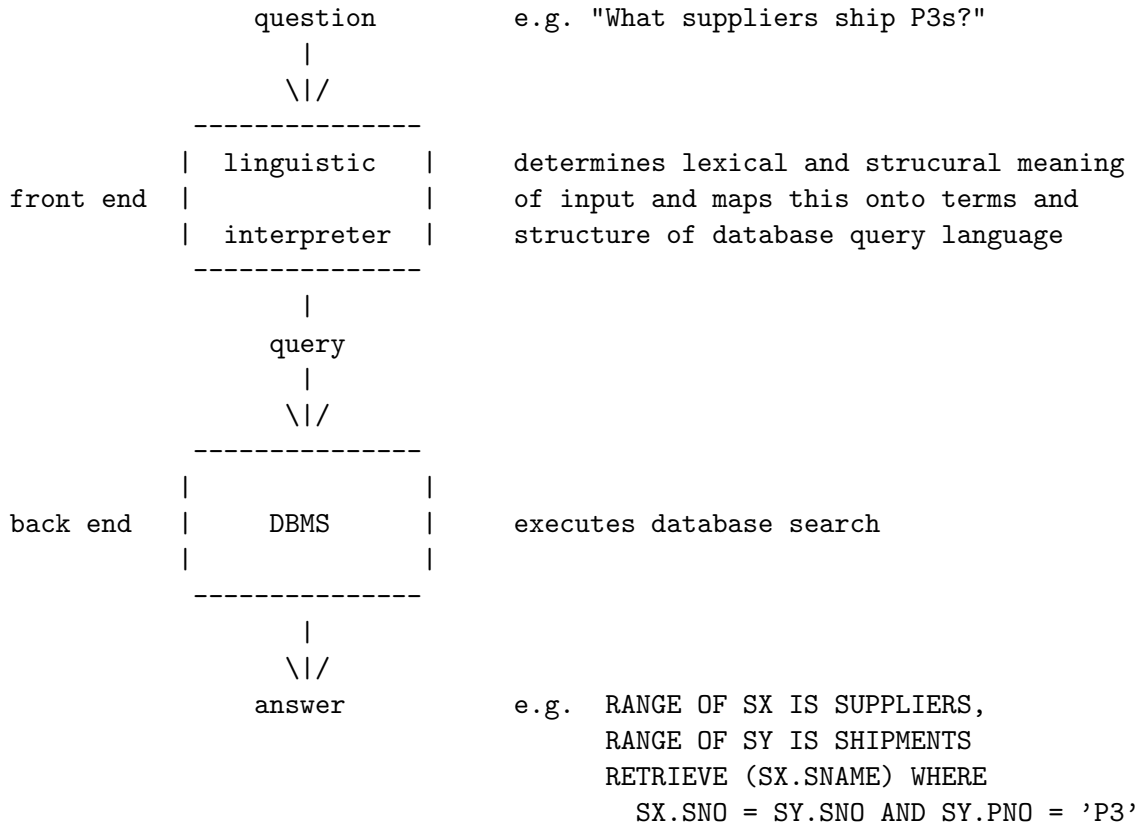 question e.g. "What suppliers ship P3s?"
|
\|/
---------------
| linguistic | determines lexical and strucural meaning
front end | | of input and maps this onto terms and
| interpreter | structure of database query language
---------------
|
query
|
\|/
---------------
| |
back end | DBMS | executes database search
| |
---------------
|
\|/
answer e.g. RANGE OF SX IS SUPPLIERS,
RANGE OF SY IS SHIPMENTS
RETRIEVE (SX.SNAME) WHERE
SX.SNO = SY.SNO AND SY.PNO = ’P3’